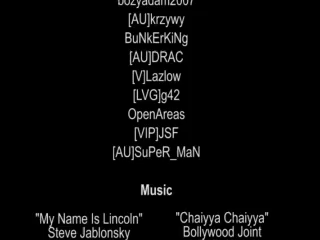 bozyadam2007
[AU]krzywy
BuNkErKiNg
[AU]DRAC
[V]Lazlow
[LVG]g42
OpenAreas
[VIP]JSF
[AU]SuPeR_MaN
Music
"My Name Is Lincoln"
Steve Jablonsky
"Chaiyya Chaiyya"
Bollywood Joint